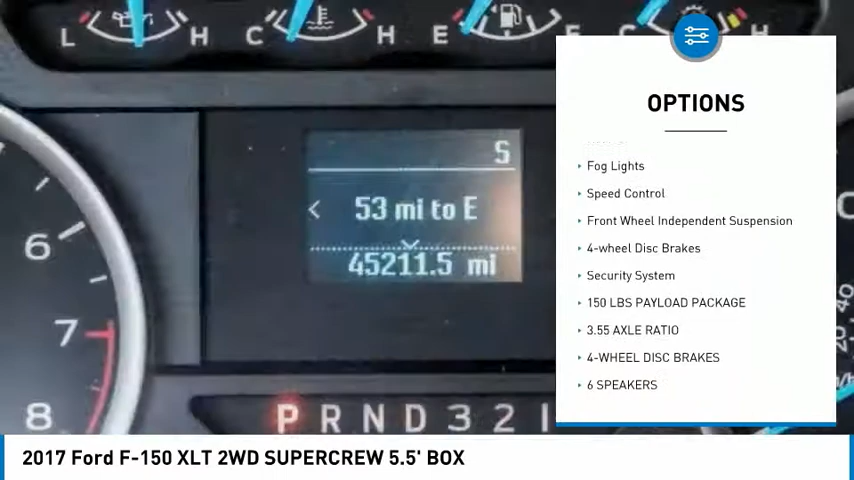 L H C H E F C H
S
< 53 mi to E
45211.5 mi
6
7
8
P R N D 3 2 1
OPTIONS
Fog Lights
Speed Control
Front Wheel Independent Suspension
4-wheel Disc Brakes
Security System
150 LBS PAYLOAD PACKAGE
3.55 AXLE RATIO
4-WHEEL DISC BRAKES
6 SPEAKERS
40
2017 Ford F-150 XLT 2WD SUPERCREW 5.5' BOX